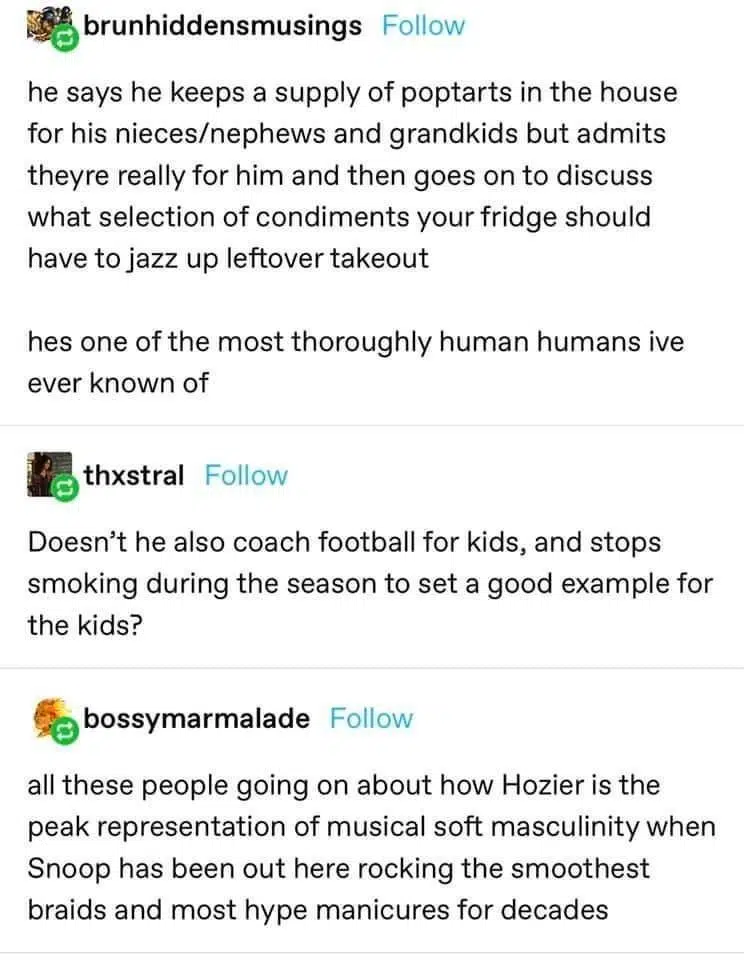 brunhiddensmusings Follow
he says he keeps a supply of poptarts in the house
for his nieces/nephews and grandkids but admits
theyre really for him and then goes on to discuss
what selection of condiments your fridge should
have to jazz up leftover takeout
hes one of the most thoroughly human humans ive
ever known of
thxstral Follow
Doesn’t he also coach football for kids, and stops
smoking during the season to set a good example for
the kids?
bossymarmalade Follow
all these people going on about how Hozier is the
peak representation of musical soft masculinity when
Snoop has been out here rocking the smoothest
braids and most hype manicures for decades